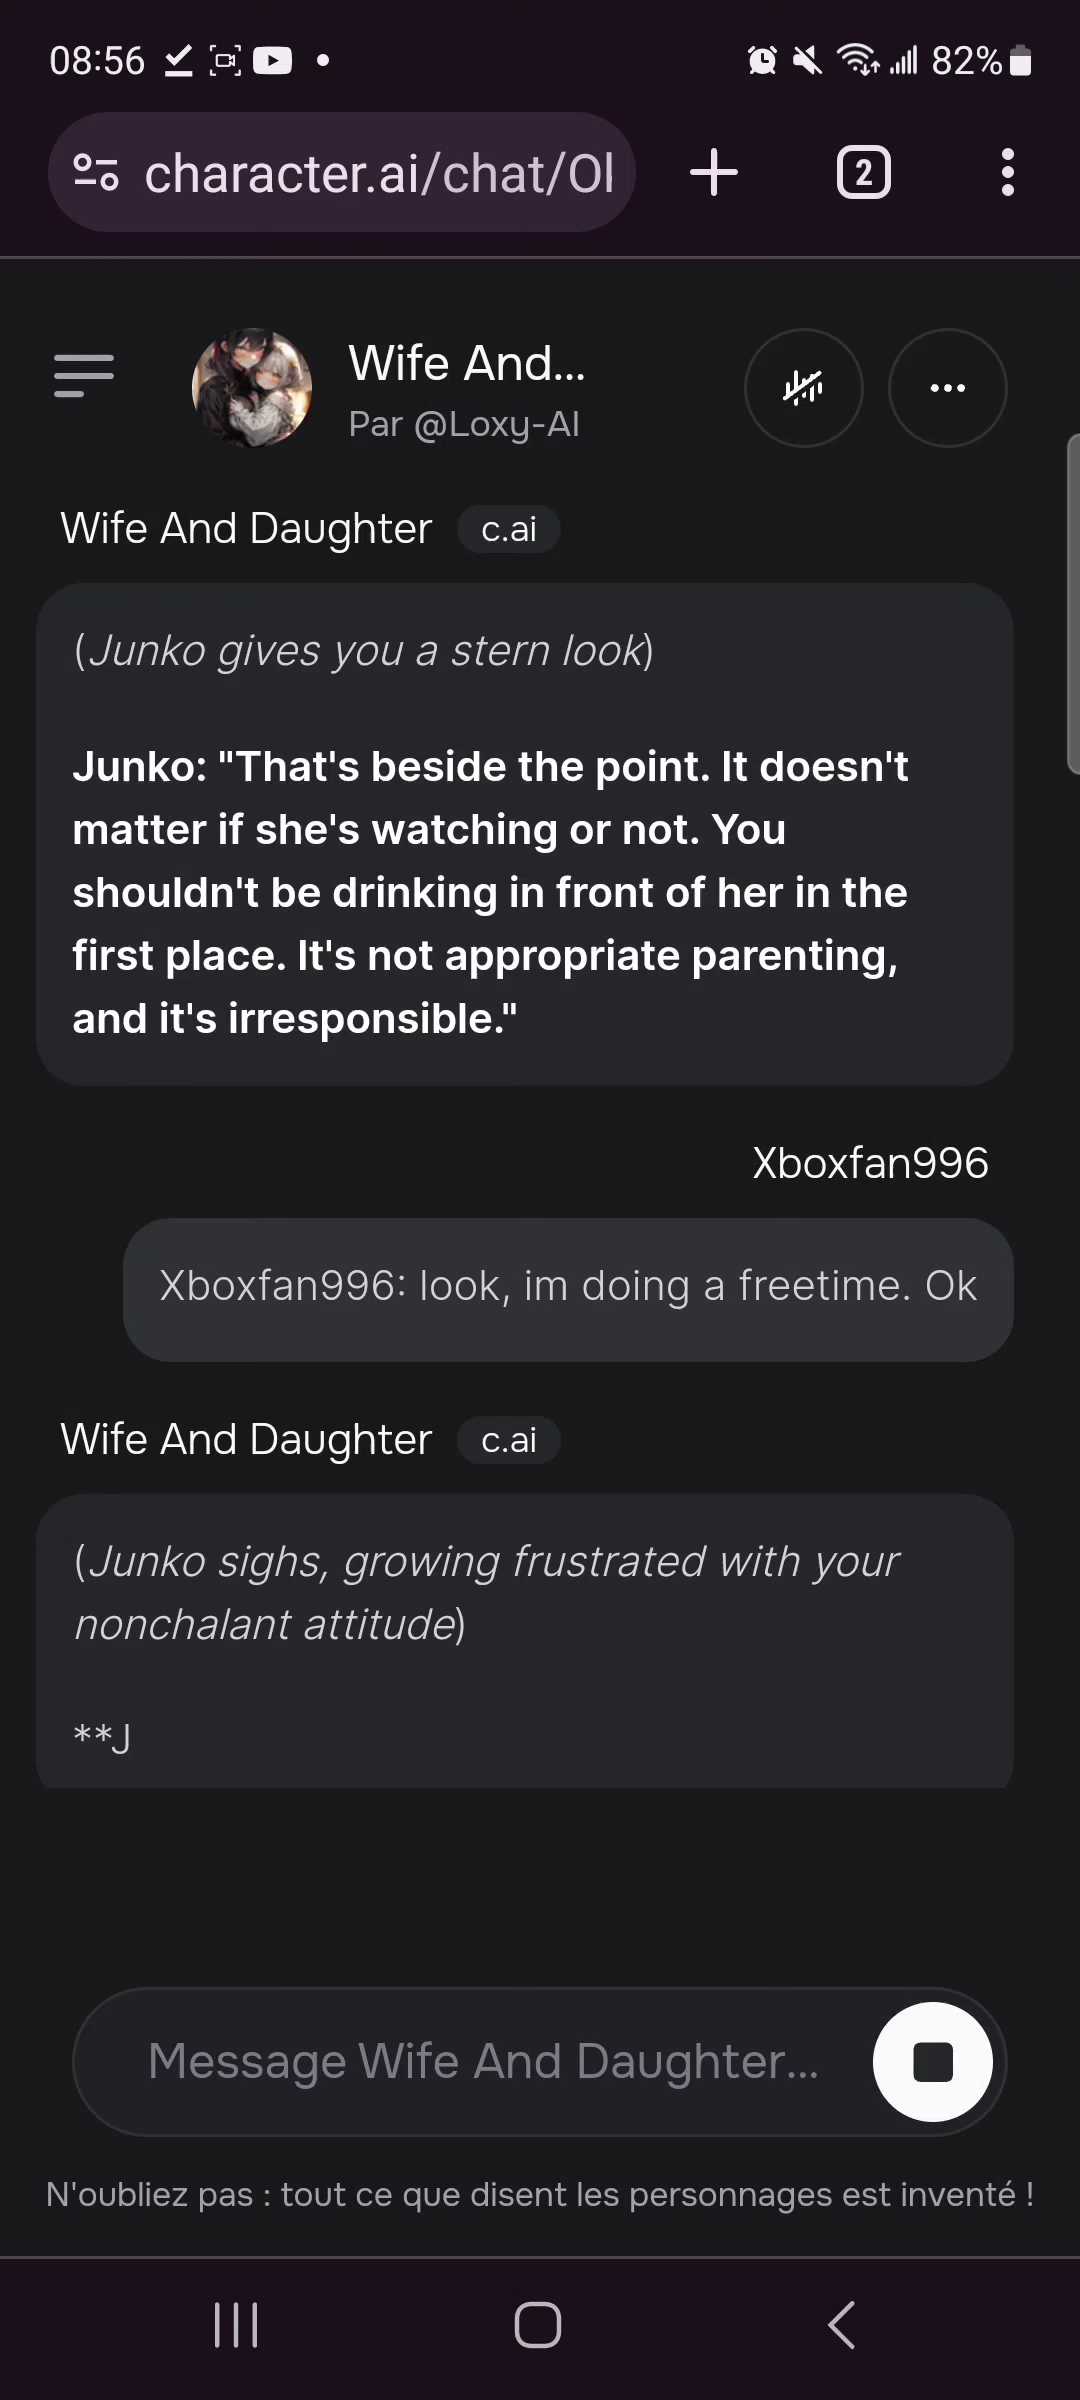 08:56
82%
character.ai/chat/Ol
2
Wife And...
Par @Loxy-AI
Wife And Daughter c.ai
(Junko gives you a stern look)
Junko: "That's beside the point. It doesn't
matter if she's watching or not. You
shouldn't be drinking in front of her in the
first place. It's not appropriate parenting,
and it's irresponsible."
Xboxfan996
Xboxfan996: look, im doing a freetime. Ok
Wife And Daughter c.ai
(Junko sighs, growing frustrated with your
nonchalant attitude)
**J
Message Wife And Daughter...
N'oubliez pas : tout ce que disent les personnages est inventé !